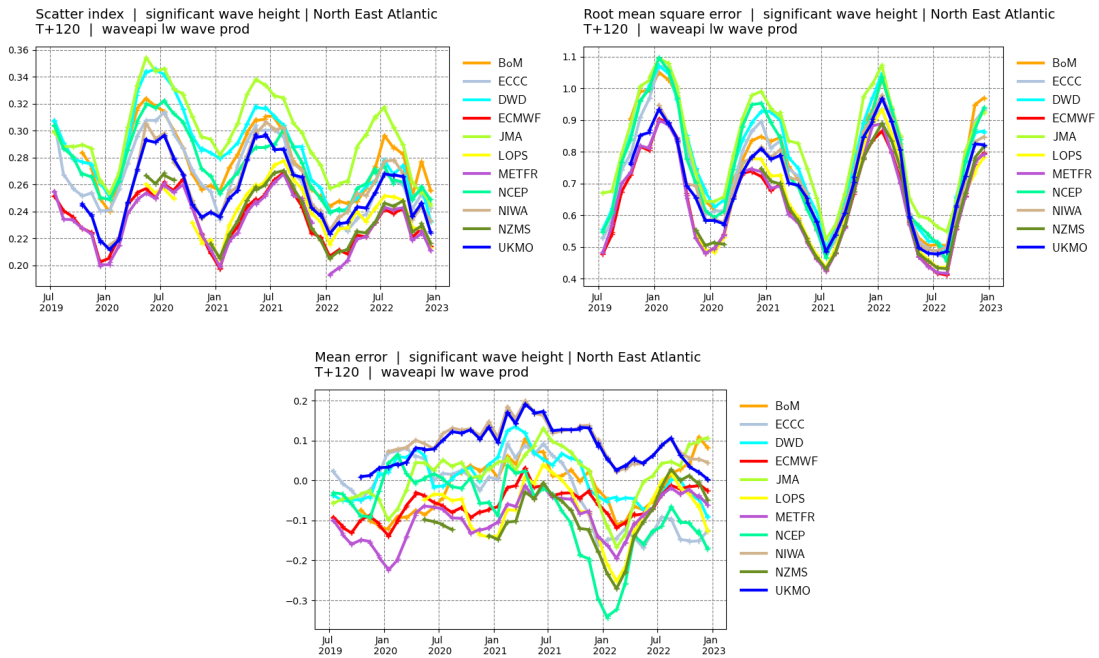 Scatter index | significant wave height | North East Atlantic
T+120 | waveapi lw wave prod
0.36
0.34
0.32
0.30
0.28
0.26
0.24
0.22
0.20
Jul
2019
Jan
2020
Jul
2020
Jan
2021
Jul
2021
Jan
2022
Jul
2022
Jan
2023
BoM
ECCC
DWD
ECMWF
JMA
LOPS
METFR
NCEP
NIWA
NZMS
UKMO
Root mean square error | significant wave height | North East Atlantic
T+120 | waveapi lw wave prod
1.1
1.0
0.9
0.8
0.7
0.6
0.5
0.4
Jul
2019
Jan
2020
Jul
2020
Jan
2021
Jul
2021
Jan
2022
Jul
2022
Jan
2023
BoM
ECCC
DWD
ECMWF
JMA
LOPS
METFR
NCEP
NIWA
NZMS
UKMO
Mean error | significant wave height | North East Atlantic
T+120 | waveapi lw wave prod
0.2
0.1
0.0
−0.1
−0.2
−0.3
Jul
2019
Jan
2020
Jul
2020
Jan
2021
Jul
2021
Jan
2022
Jul
2022
Jan
2023
BoM
ECCC
DWD
ECMWF
JMA
LOPS
METFR
NCEP
NIWA
NZMS
UKMO